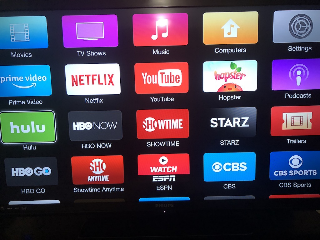 Movies
TV Shows
Music
Computers
Settings
prime video
NETFLIX
YouTube
hopster
Prime Video
Netflix
YouTube
Hopster
Podcasts
hulu
HBO NOW
SHOWTIME
STARZ
Hulu
HBO NOW
SHOWTIME
STARZ
Trailers
HBO GO
SHO ANYTIME
WATCH ESPN
CBS
CBS SPORTS
HBO GO
Showtime Anytime
ESPN
CBS
CBS Sports